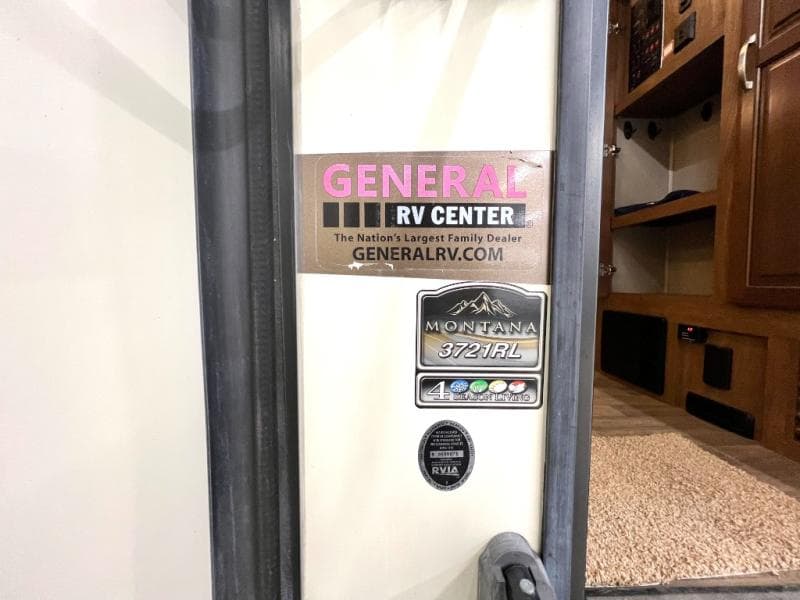 GENERAL
RV CENTER
The Nation's Largest Family Dealer
GENERALRV.COM
MONTANA
3721RL
4 SEASON LIVING
RVIA